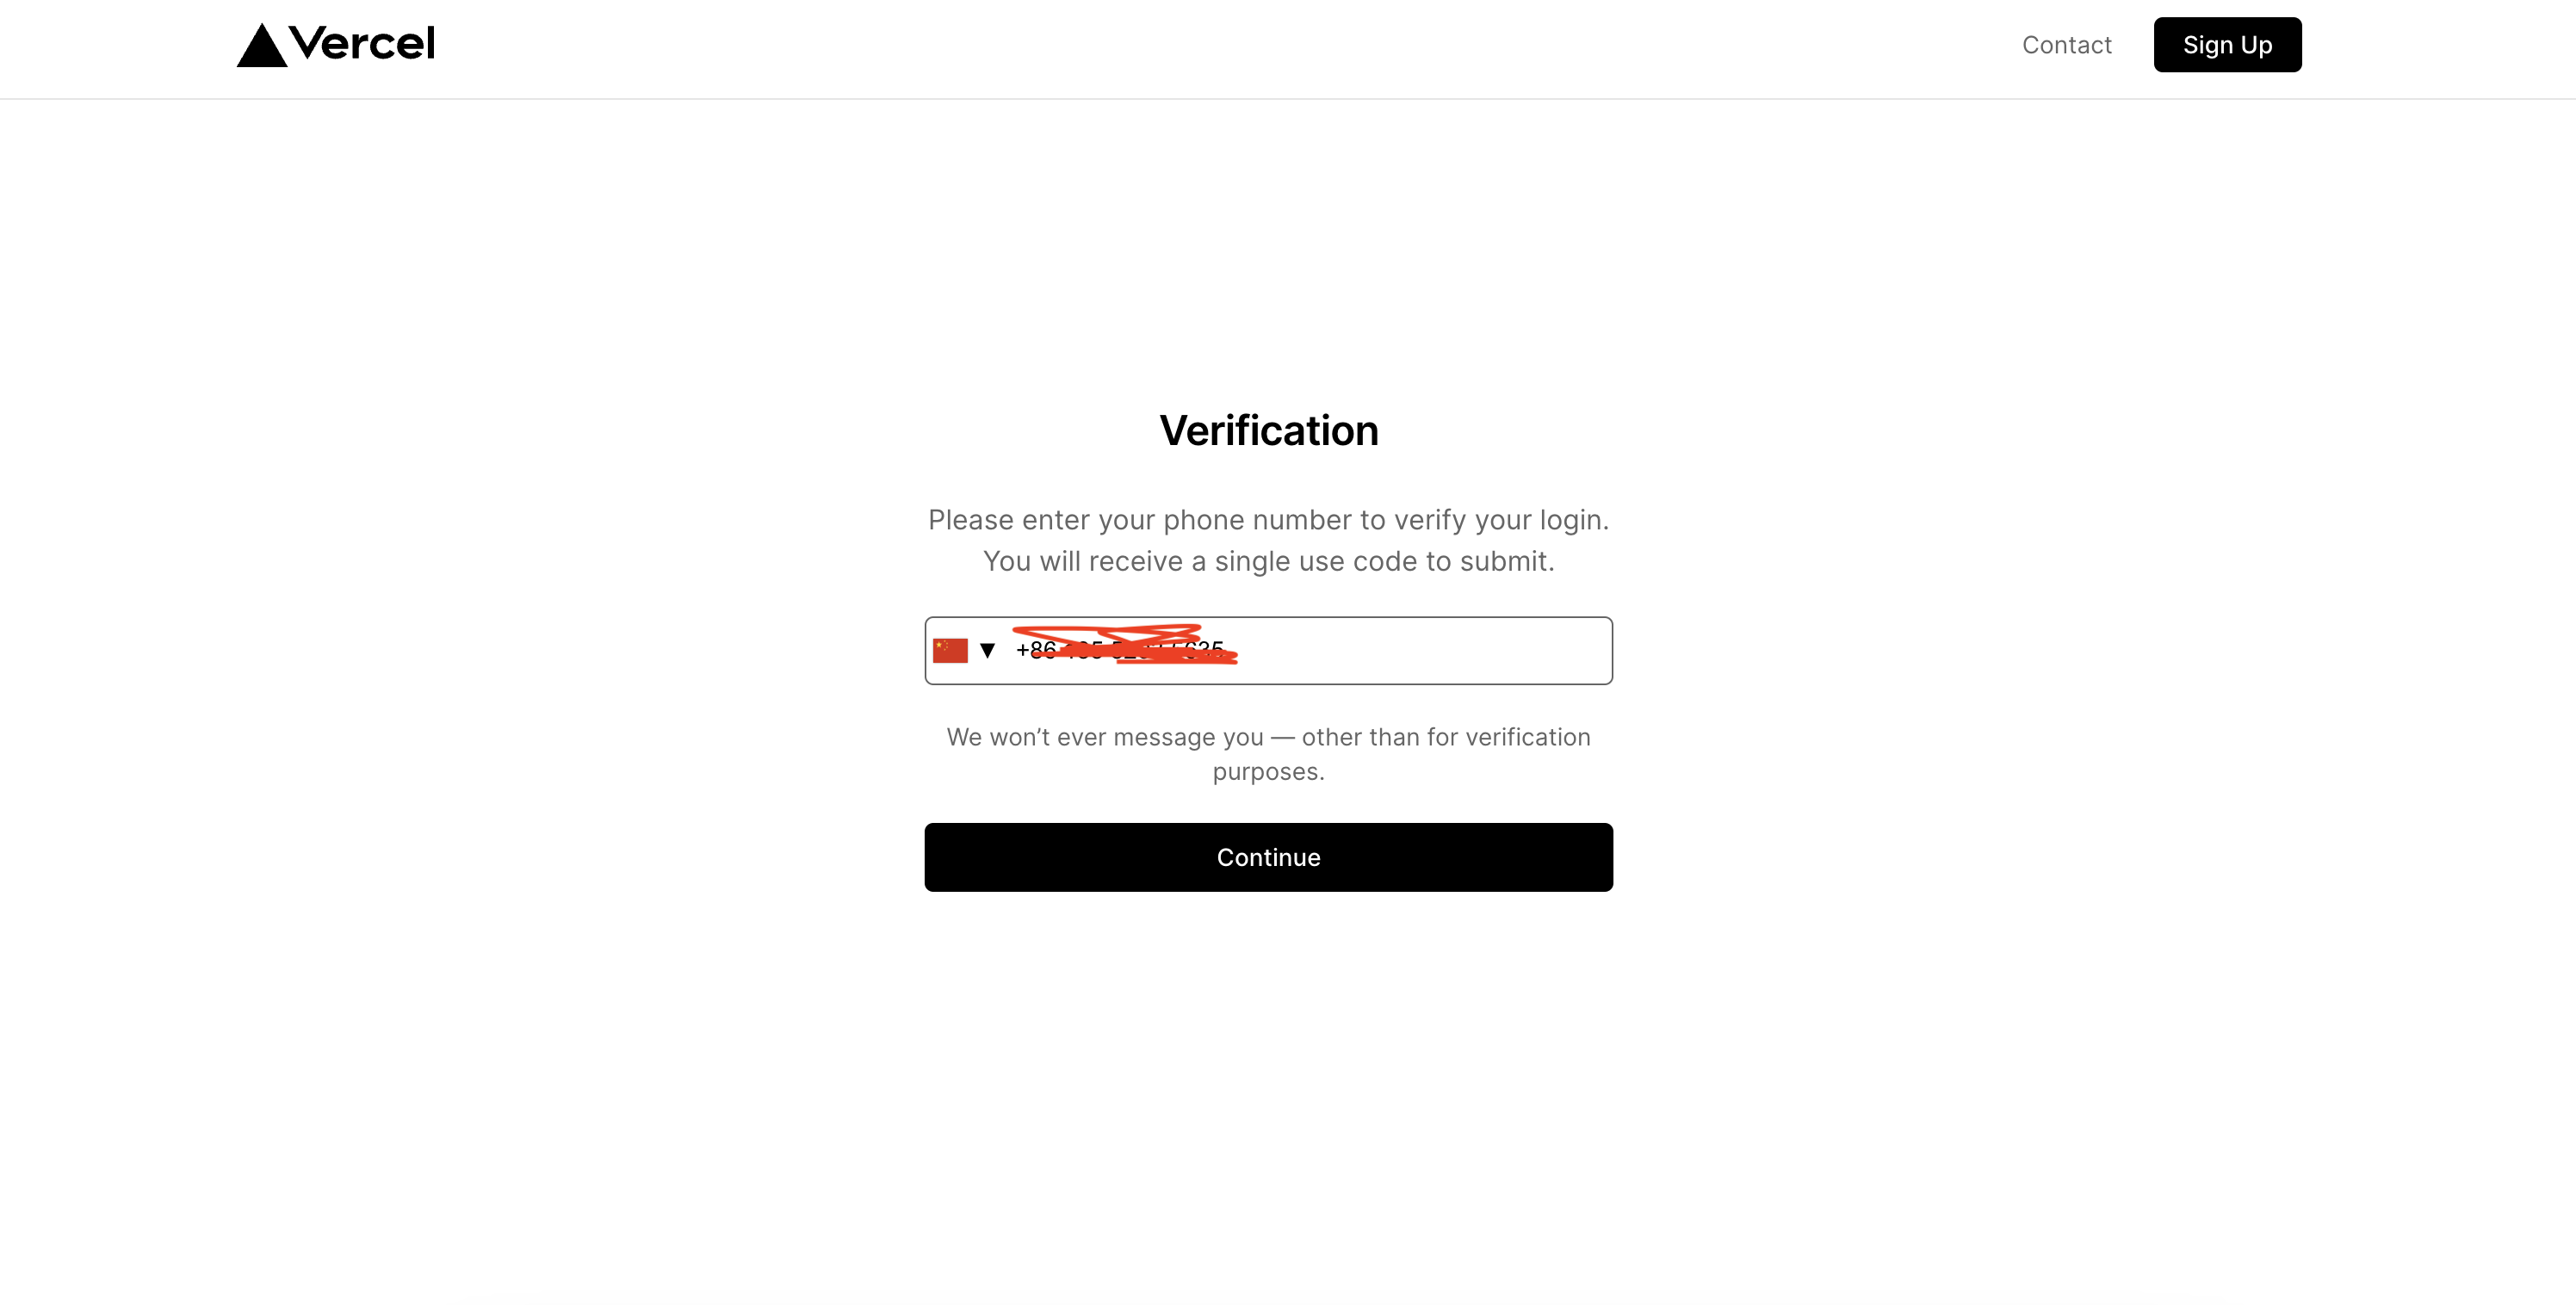 Vercel
Contact
Sign Up
Verification
Please enter your phone number to verify your login.
You will receive a single use code to submit.
+86
We won’t ever message you — other than for verification
purposes.
Continue